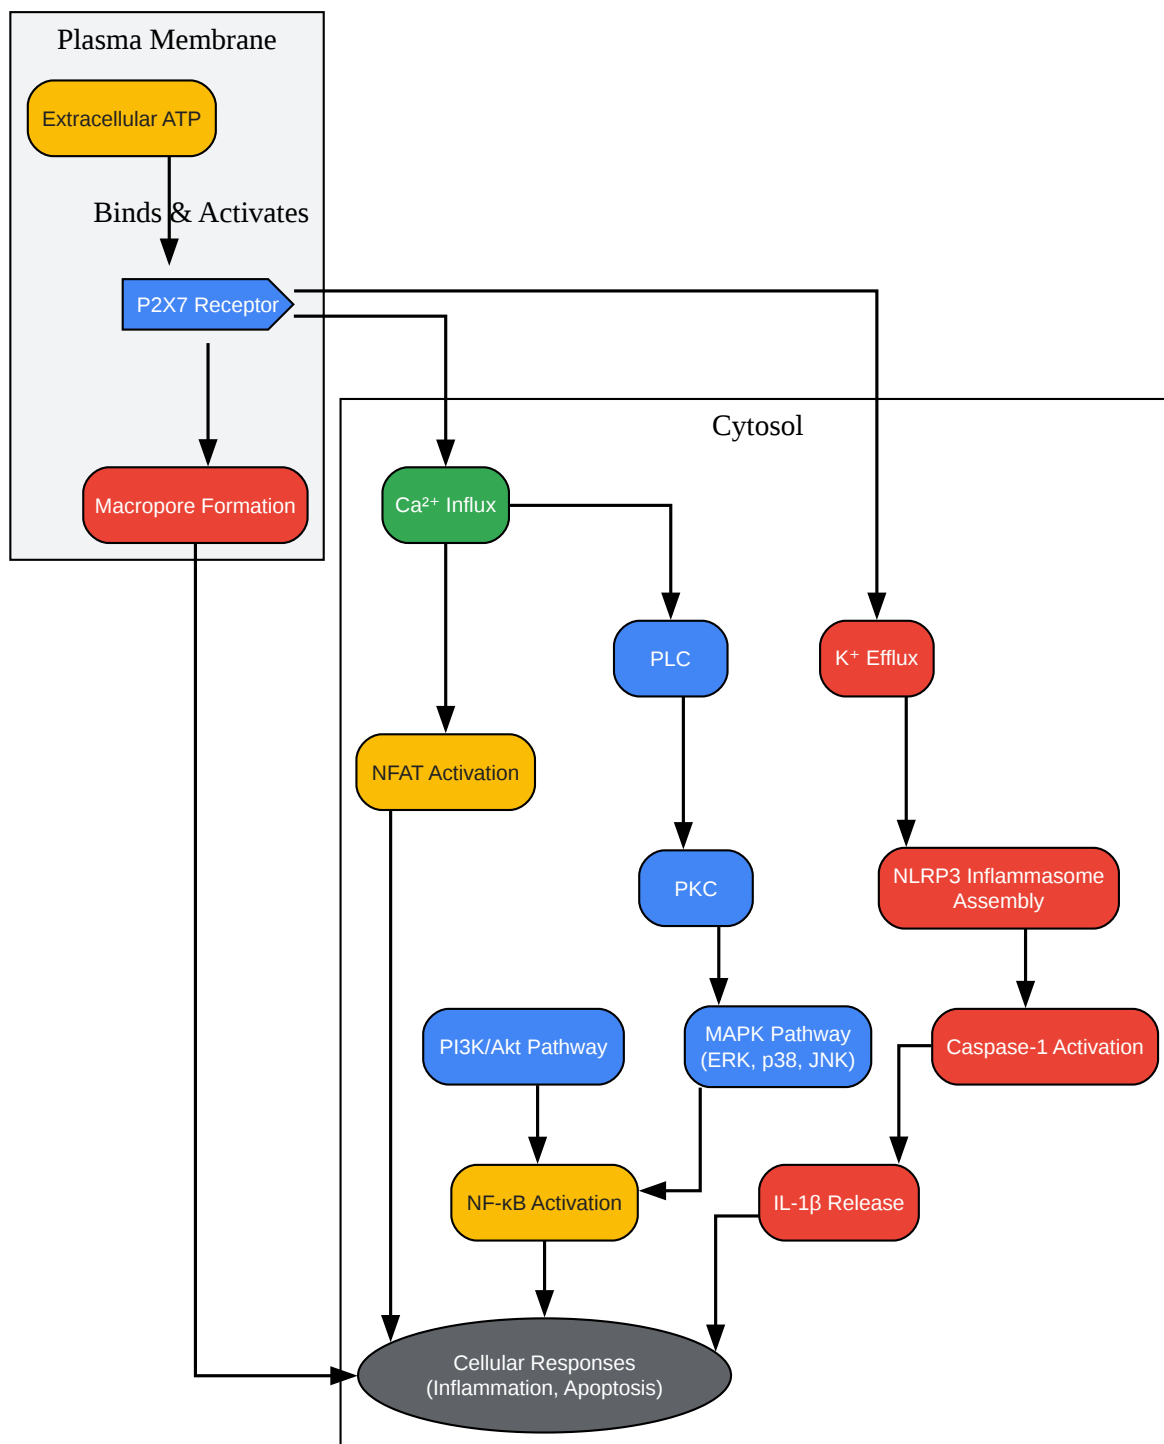 Plasma Membrane
Extracellular ATP
Binds & Activates
P2X7 Receptor
Cytosol
Macropore Formation
Ca²⁺ Influx
PLC
K⁺ Efflux
NFAT Activation
PKC
NLRP3 Inflammasome
Assembly
PI3K/Akt Pathway
MAPK Pathway
(ERK, p38, JNK)
Caspase-1 Activation
NF-κB Activation
IL-1β Release
Cellular Responses
(Inflammation, Apoptosis)